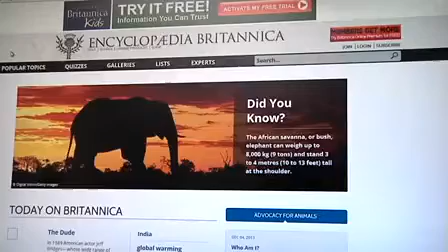 Britannica
Kids
TRY IT FREE!
Information You Can Trust
ACTIVATE MY FREE TRIAL
ENCYCLOPÆDIA BRITANNICA
MEMBERS GET MORE
JOIN | LOGIN | SUBSCRIBE
POPULAR TOPICS QUIZZES GALLERIES LISTS EXPERTS Search...
Did You
Know?
The African savanna, or bush,
elephant can weigh up to
8,000 kg (9 tons) and stand 3
to 4 metres (10 to 13 feet) tall
at the shoulder.
TODAY ON BRITANNICA
ADVOCACY FOR ANIMALS
The Dude
India
global warming
Who Am I?